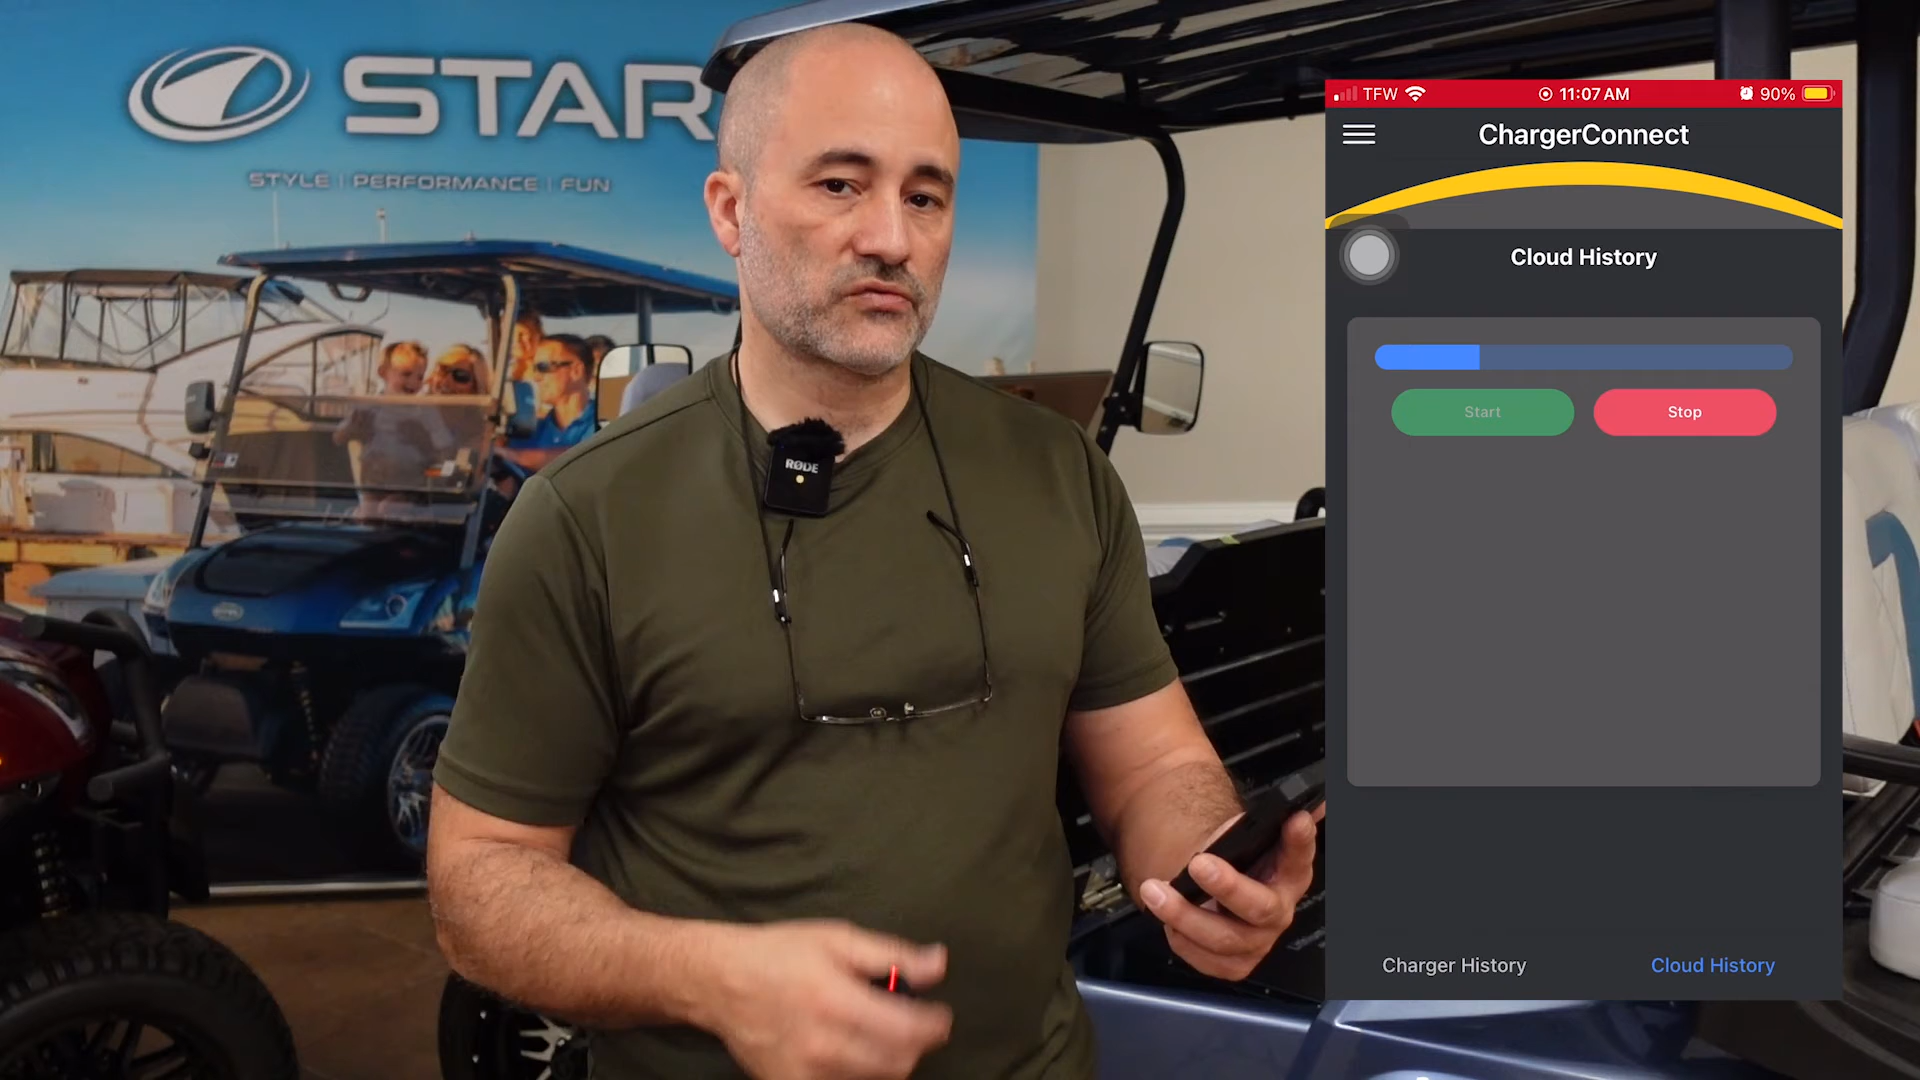 STAR
STYLE | PERFORMANCE | FUN
RØDE
TFW
11:07 AM
90%
ChargerConnect
Cloud History
Start
Stop
Charger History
Cloud History